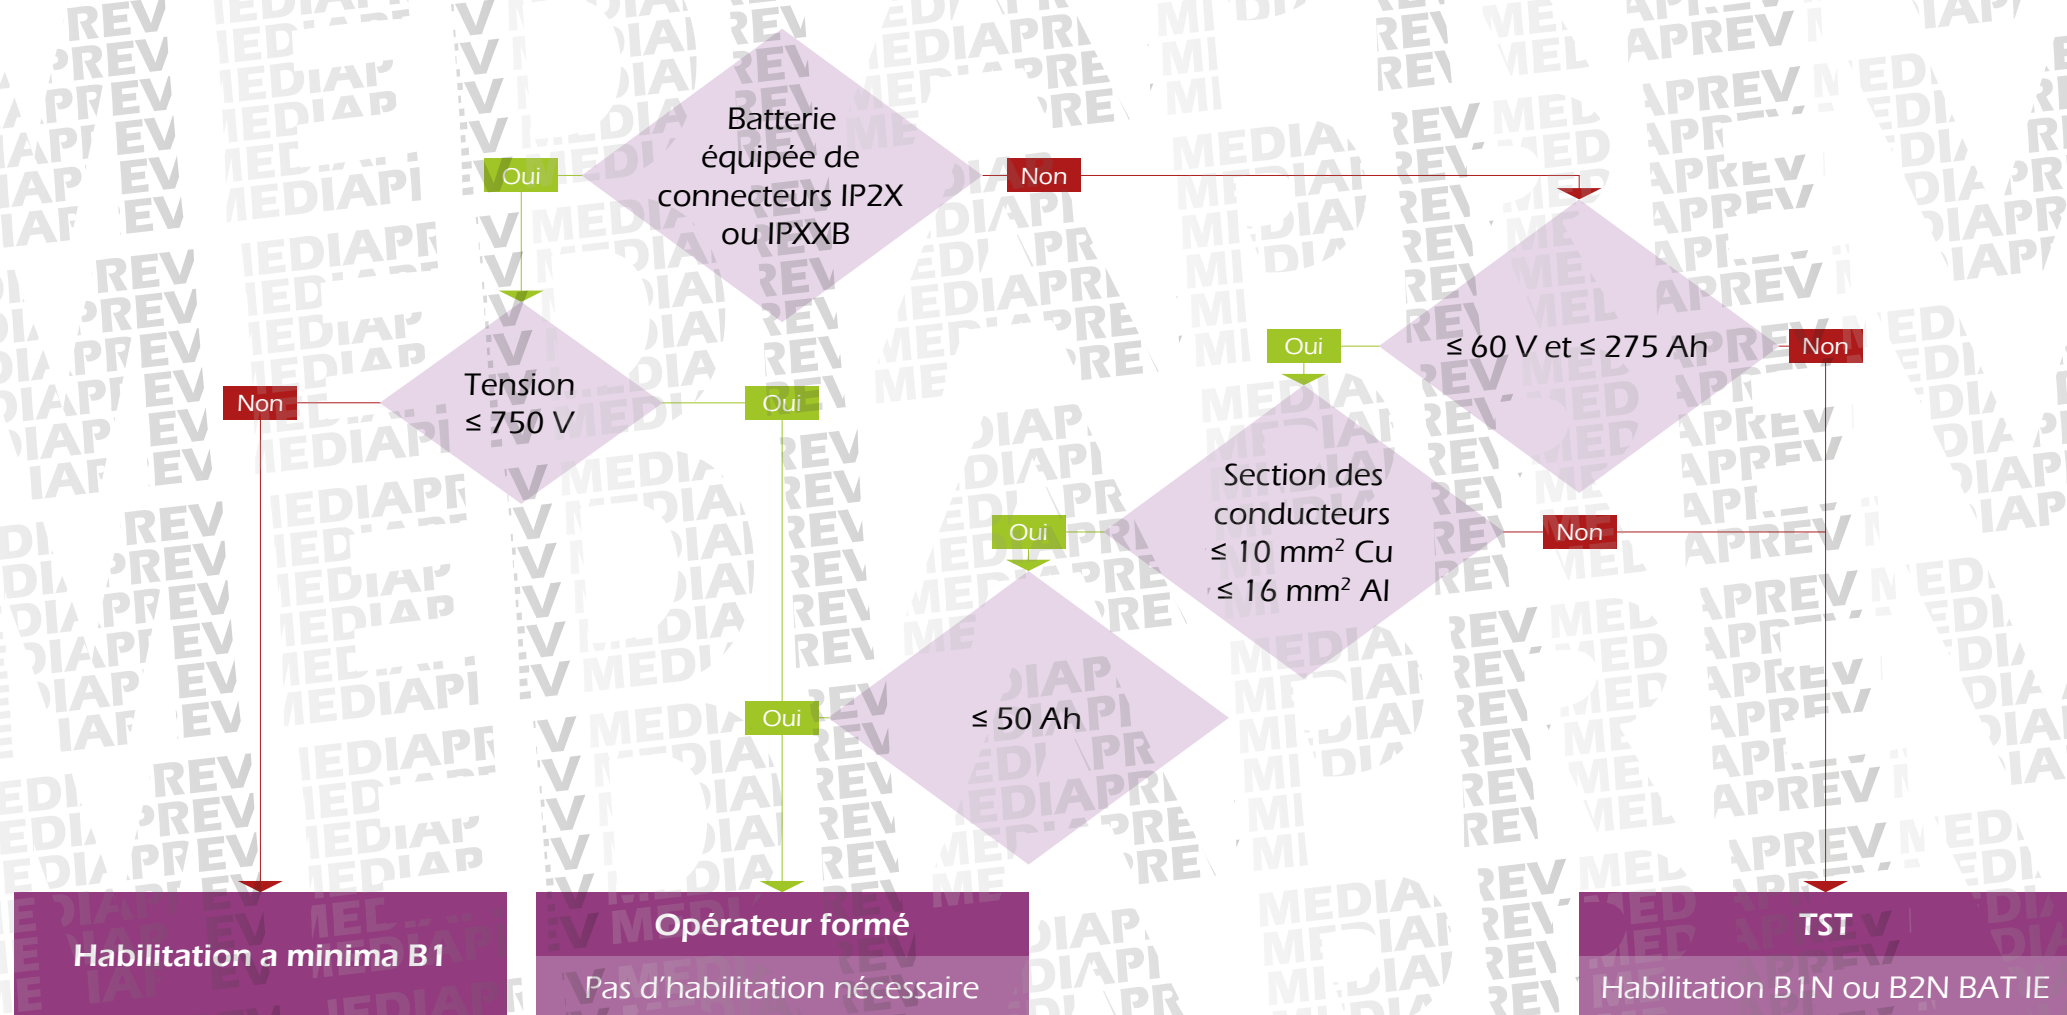 Batterie
équipée de
connecteurs IP2X
ou IPXXB
Oui
Non
Tension
≤ 750 V
Non
Oui
≤ 60 V et ≤ 275 Ah
Oui
Non
Section des
conducteurs
≤ 10 mm² Cu
≤ 16 mm² Al
Oui
Non
≤ 50 Ah
Oui
Habilitation a minima B1
Opérateur formé
Pas d'habilitation nécessaire
TST
Habilitation B1N ou B2N BAT IE
MEDIAPREV